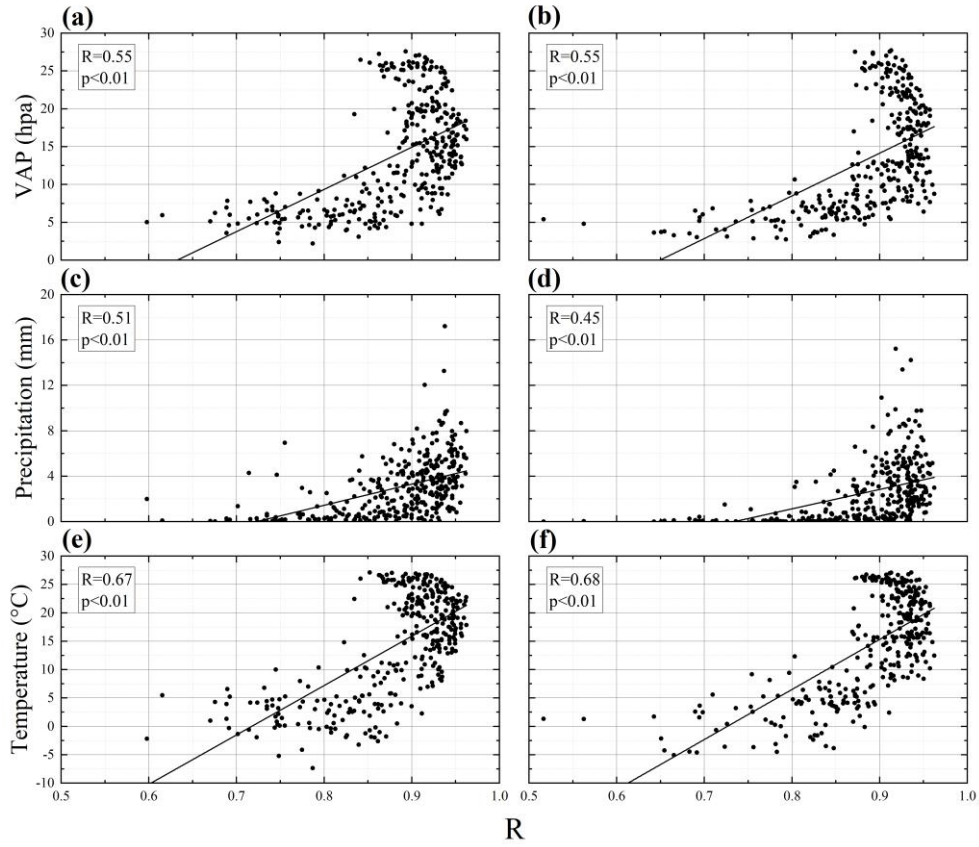 (a)
(b)
30
25
20
15
10
5
0
VAP (hpa)
R=0.55
p<0.01
R=0.55
p<0.01
(c)
(d)
20
16
12
8
4
0
Precipitation (mm)
R=0.51
p<0.01
R=0.45
p<0.01
(e)
(f)
30
25
20
15
10
5
0
-5
-10
Temperature (°C)
R=0.67
p<0.01
R=0.68
p<0.01
0.5 0.6 0.7 0.8 0.9 1.0
0.5 0.6 0.7 0.8 0.9 1.0
R